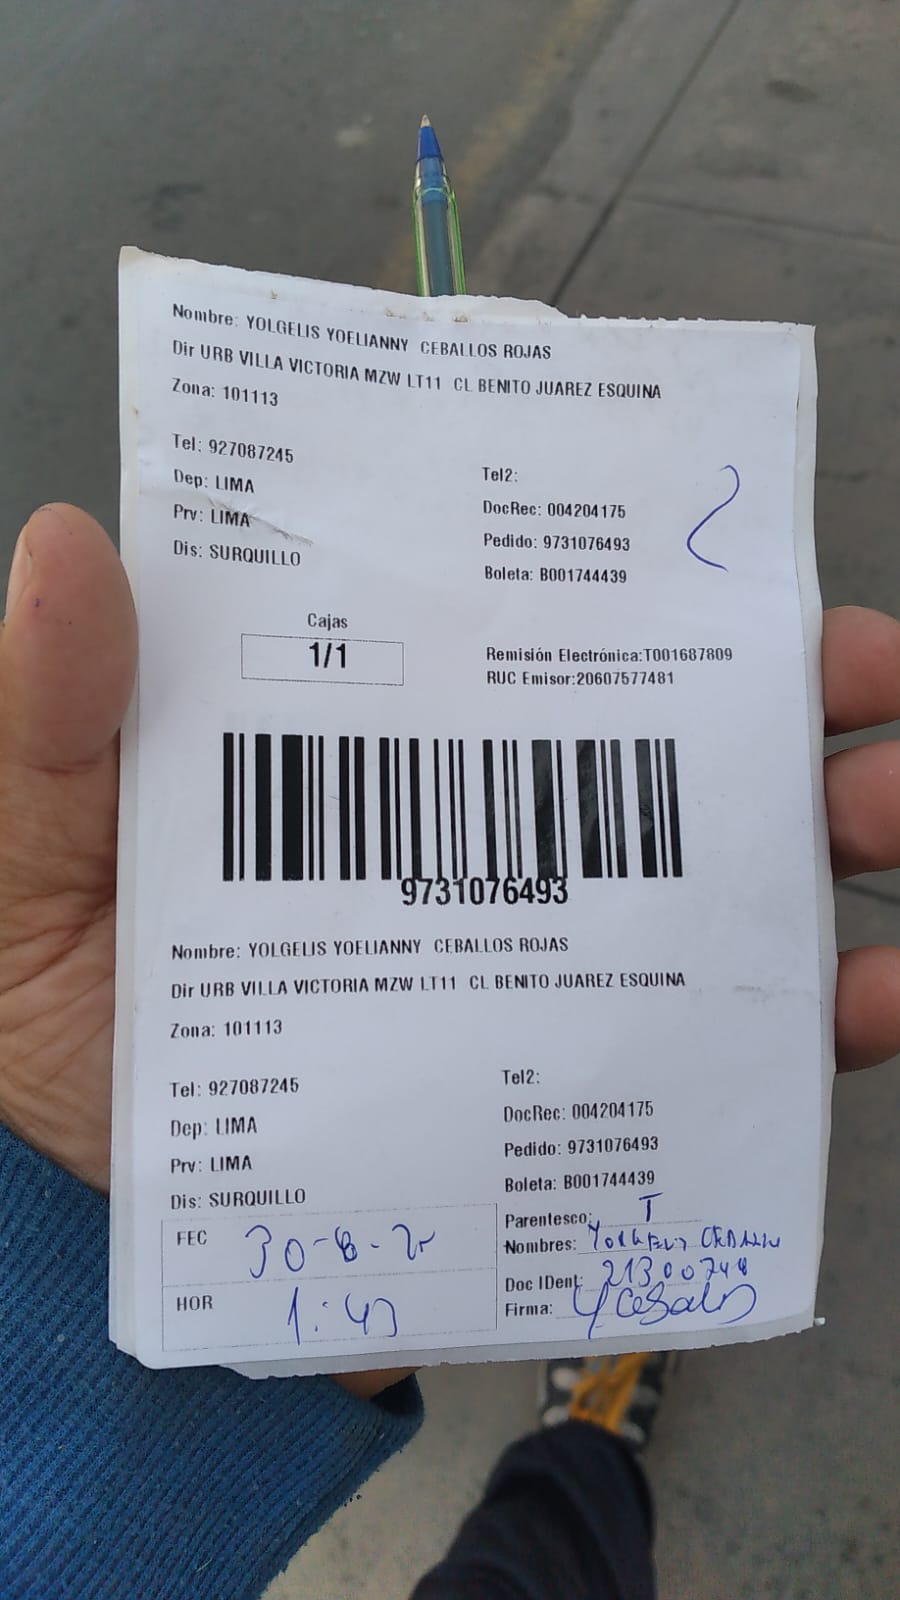 Nombre: YOLGELIS YOELIANNY CEBALLOS ROJAS
Dir URB VILLA VICTORIA MZW LT11 CL BENITO JUAREZ ESQUINA
Zona: 101113
Tel: 927087245
Tel2:
Dep: LIMA
DocRec: 004204175
Prv: LIMA
Pedido: 9731076493
Dis: SURQUILLO
Boleta: B001744439
Cajas
1/1
Remisión Electrónica:T001687809
RUC Emisor:20607577481
9731076493
Nombre: YOLGELIS YOELIANNY CEBALLOS ROJAS
Dir URB VILLA VICTORIA MZW LT11 CL BENITO JUAREZ ESQUINA
Zona: 101113
Tel: 927087245
Tel2:
Dep: LIMA
DocRec: 004204175
Prv: LIMA
Pedido: 9731076493
Dis: SURQUILLO
Boleta: B001744439
Parentesco: T
FEC 30-8-25
Nombres:
Doc IDent:
HOR 1:43
Firma: